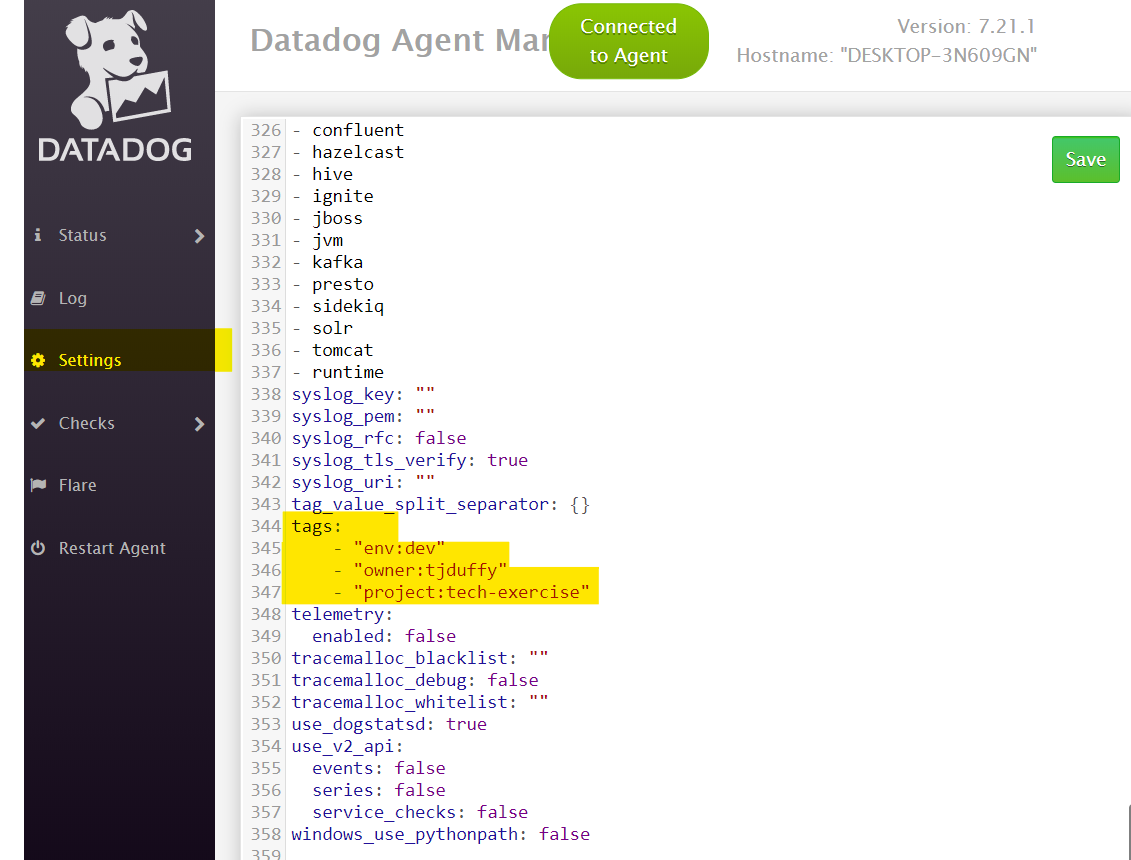 DATADOG
Status
Log
Settings
Checks
Flare
Restart Agent
Datadog Agent Mar
Connected
to Agent
Version: 7.21.1
Hostname: "DESKTOP-3N609GN"
Save
326 - confluent
327 - hazelcast
328 - hive
329 - ignite
330 - jboss
331 - jvm
332 - kafka
333 - presto
334 - sidekiq
335 - solr
336 - tomcat
337 - runtime
338 syslog_key: ""
339 syslog_pem: ""
340 syslog_rfc: false
341 syslog_tls_verify: true
342 syslog_uri: ""
343 tag_value_split_separator: {}
344 tags:
345     - "env:dev"
346     - "owner:tjduffy"
347     - "project:tech-exercise"
348 telemetry:
349   enabled: false
350 tracemalloc_blacklist: ""
351 tracemalloc_debug: false
352 tracemalloc_whitelist: ""
353 use_dogstatsd: true
354 use_v2_api:
355   events: false
356   series: false
357   service_checks: false
358 windows_use_pythonpath: false
359